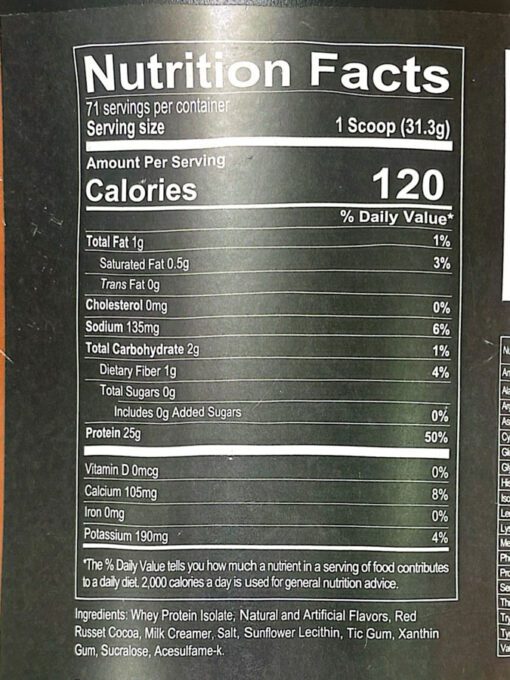 Nutrition Facts
71 servings per container
Serving size 1 Scoop (31.3g)
Amount Per Serving
Calories 120
% Daily Value*
Total Fat 1g 1%
Saturated Fat 0.5g 3%
Trans Fat 0g
Cholesterol 0mg 0%
Sodium 135mg 6%
Total Carbohydrate 2g 1%
Dietary Fiber 1g 4%
Total Sugars 0g
Includes 0g Added Sugars 0%
Protein 25g 50%
Vitamin D 0mcg 0%
Calcium 105mg 8%
Iron 0mg 0%
Potassium 190mg 4%
*The % Daily Value tells you how much a nutrient in a serving of food contributes
to a daily diet. 2,000 calories a day is used for general nutrition advice.
Ingredients: Whey Protein Isolate, Natural and Artificial Flavors, Red
Russet Cocoa, Milk Creamer, Salt, Sunflower Lecithin, Tic Gum, Xanthin
Gum, Sucralose, Acesulfame-k.